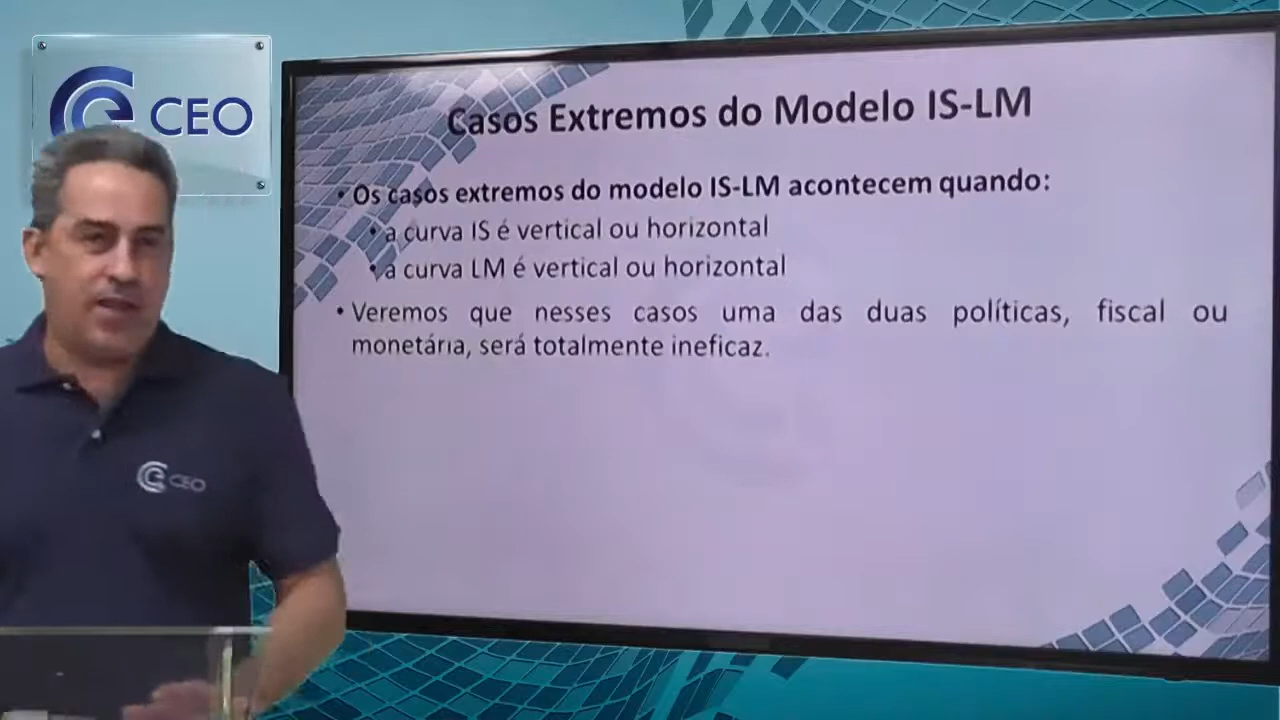 CEO
Casos Extremos do Modelo IS-LM
• Os casos extremos do modelo IS-LM acontecem quando:
• a curva IS é vertical ou horizontal
• a curva LM é vertical ou horizontal
• Veremos que nesses casos uma das duas políticas, fiscal ou
monetária, será totalmente ineficaz.
CEO